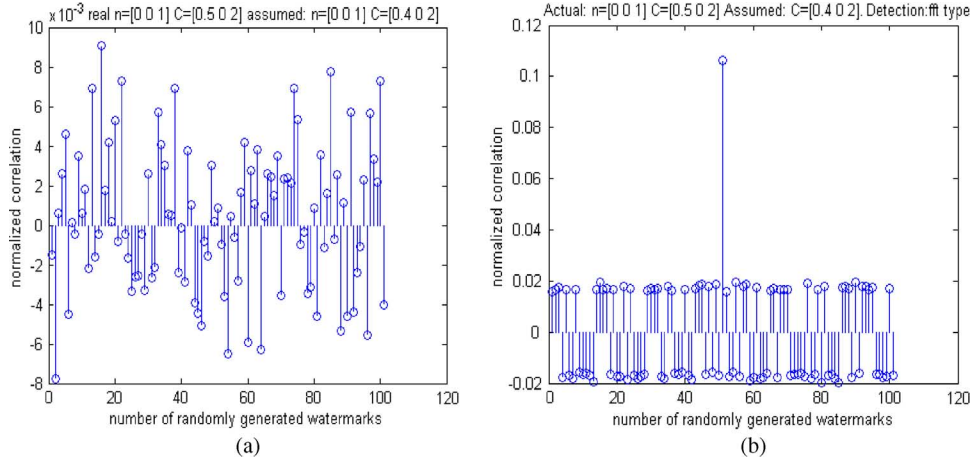 x 10^-3 real n=[0 0 1] C=[0.5 0 2] assumed: n=[0 0 1] C=[0.4 0 2]
10
8
6
4
2
0
-2
-4
-6
-8
normalized correlation
0 20 40 60 80 100 120
number of randomly generated watermarks
(a)
Actual: n=[0 0 1] C=[0.5 0 2] Assumed: C=[0.4 0 2]. Detection:fft type
0.12
0.1
0.08
0.06
0.04
0.02
0
-0.02
normalized correlation
0 20 40 60 80 100 120
number of randomly generated watermarks
(b)